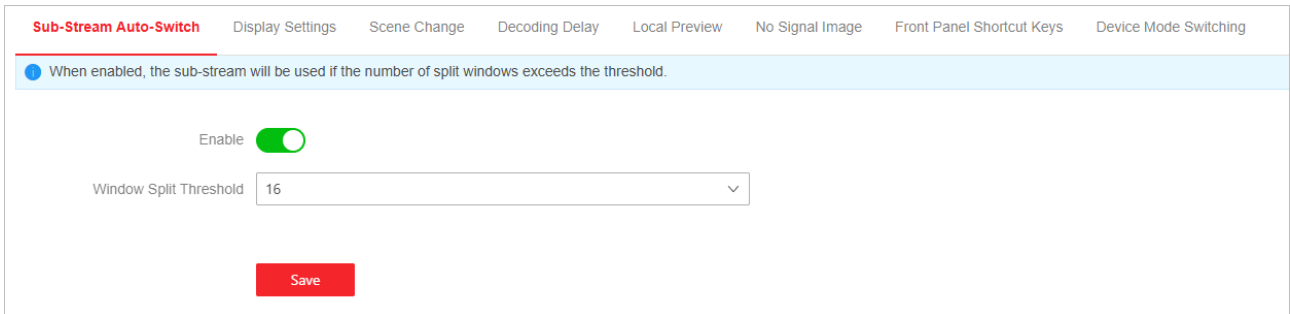 Sub-Stream Auto-Switch Display Settings Scene Change Decoding Delay Local Preview No Signal Image Front Panel Shortcut Keys Device Mode Switching
When enabled, the sub-stream will be used if the number of split windows exceeds the threshold.
Enable
Window Split Threshold 16
Save